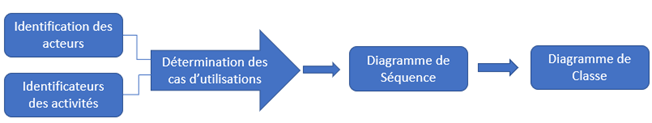 Identification des
acteurs
Identificateurs
des activités
Détermination des
cas d'utilisations
Diagramme de
Séquence
Diagramme de
Classe